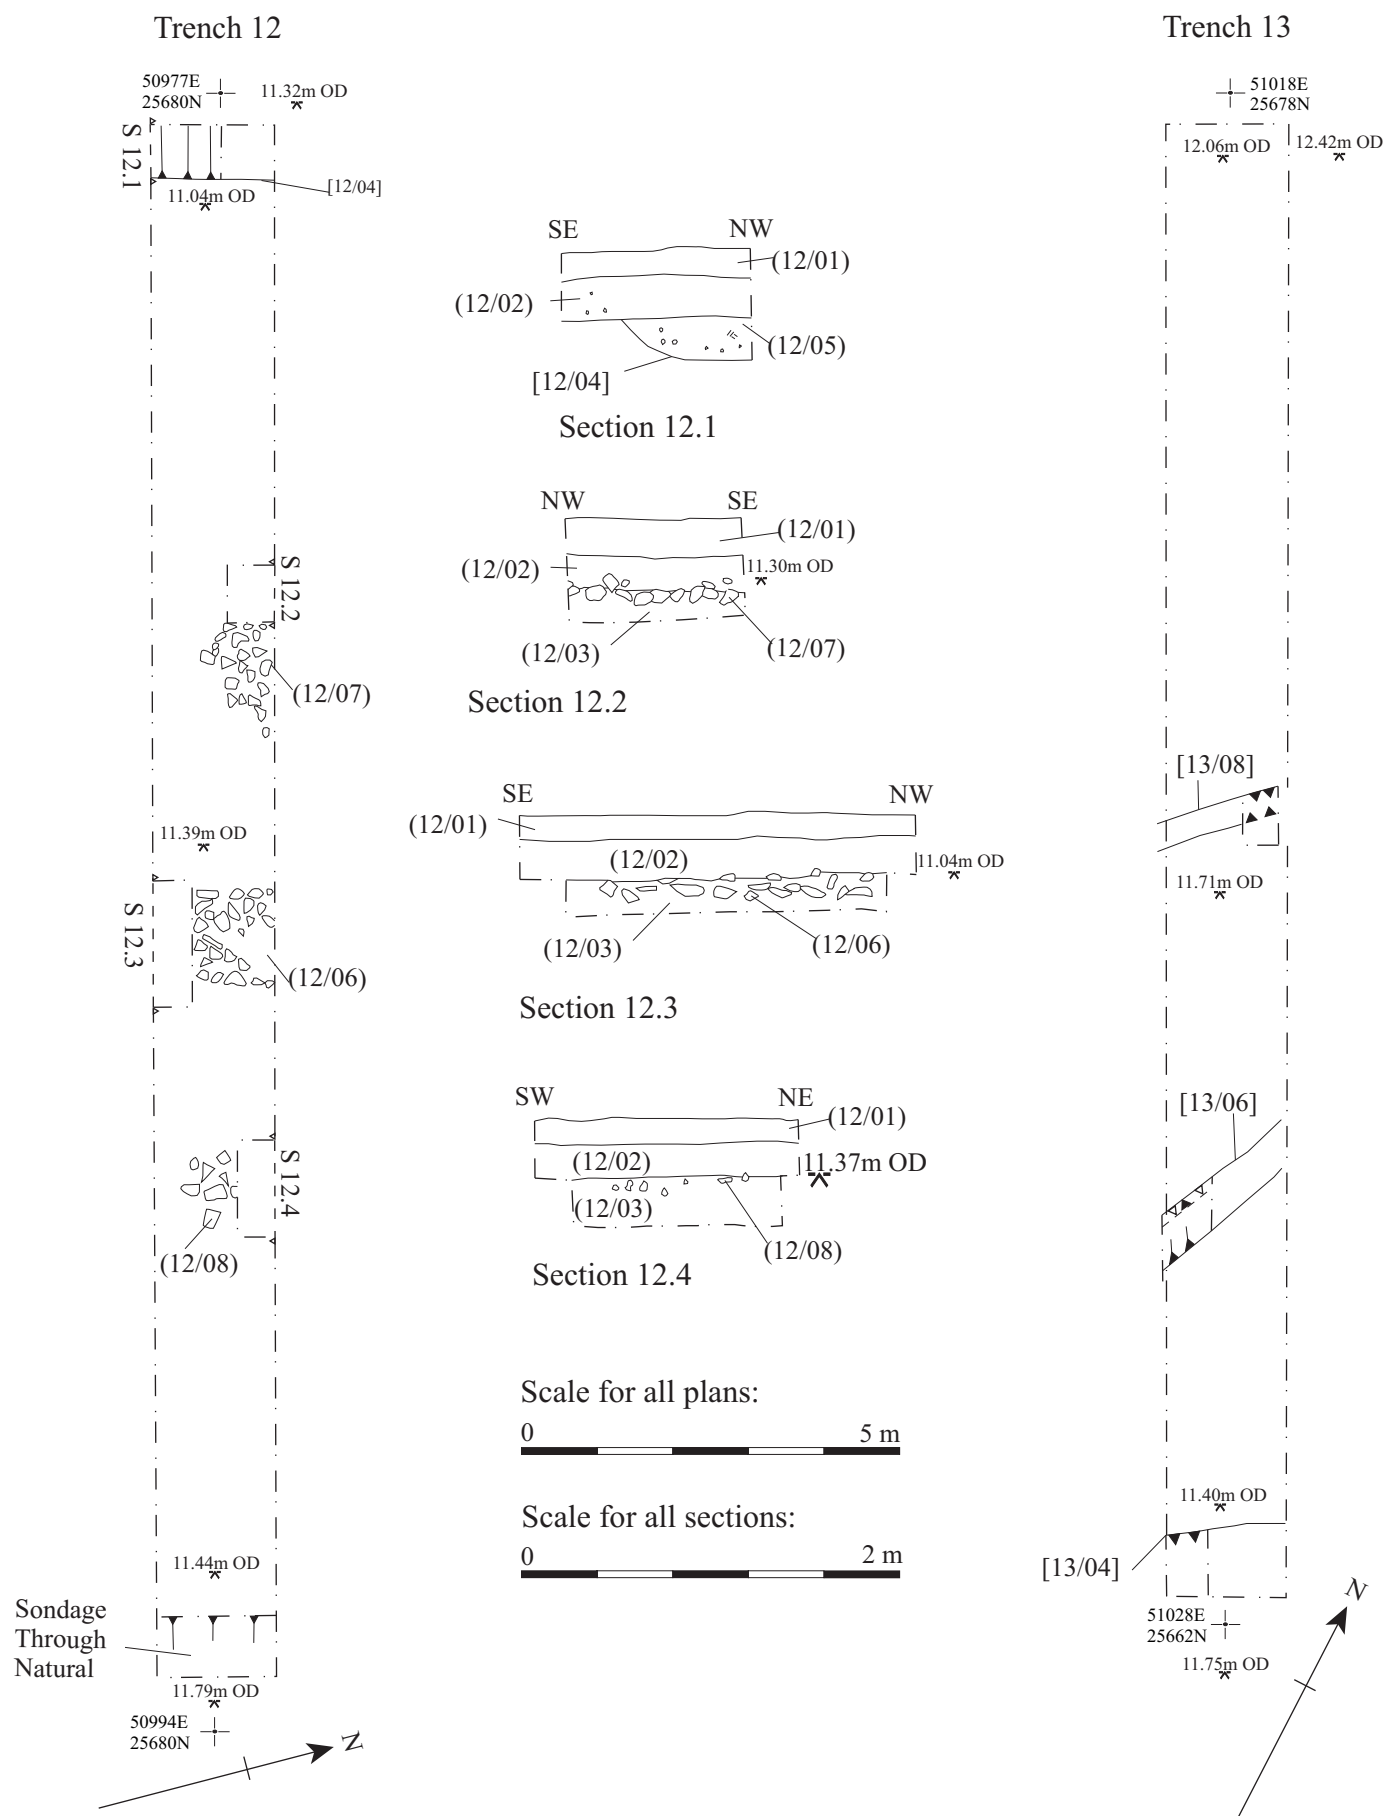 Trench 12
50977E
25680N
11.32m OD
S 12.1
11.04m OD
[12/04]
S 12.2
(12/07)
11.39m OD
S 12.3
(12/06)
S 12.4
(12/08)
11.44m OD
Sondage
Through
Natural
11.79m OD
50994E
25680N
N
SE
NW
(12/01)
(12/02)
(12/05)
[12/04]
Section 12.1
NW
SE
(12/01)
(12/02)
11.30m OD
(12/03)
(12/07)
Section 12.2
SE
NW
(12/01)
(12/02)
11.04m OD
(12/03)
(12/06)
Section 12.3
SW
NE
(12/01)
(12/02)
11.37m OD
(12/03)
(12/08)
Section 12.4
Scale for all plans:
0
5 m
Scale for all sections:
0
2 m
Trench 13
51018E
25678N
12.06m OD
12.42m OD
[13/08]
11.71m OD
[13/06]
11.40m OD
[13/04]
51028E
25662N
11.75m OD
N